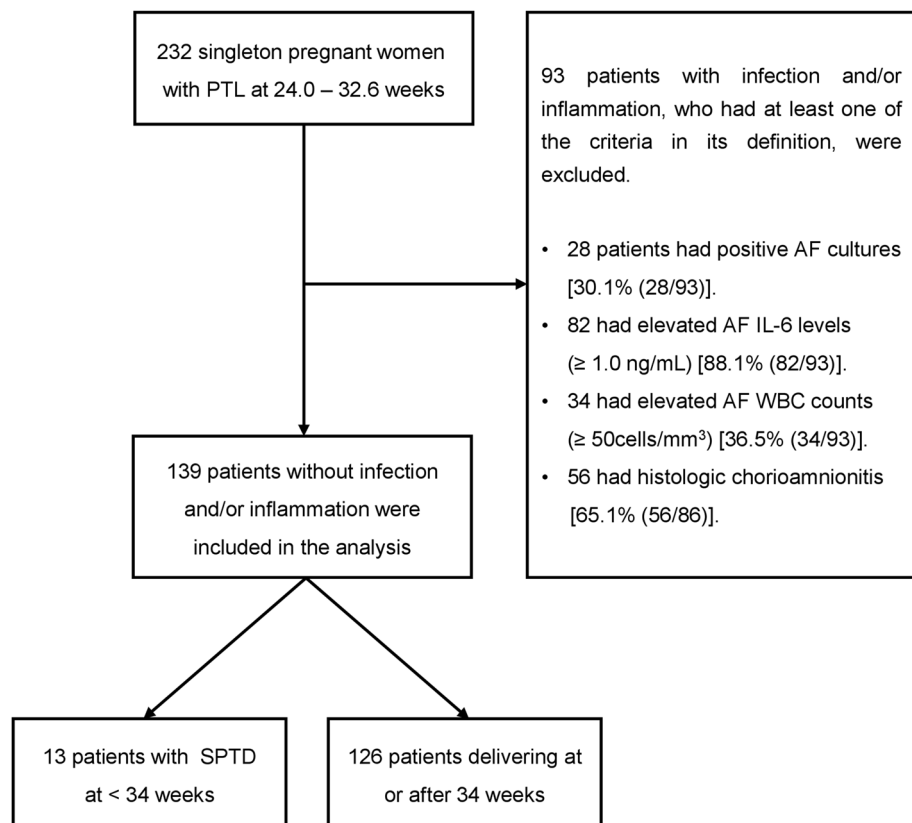 232 singleton pregnant women
with PTL at 24.0 – 32.6 weeks
93 patients with infection and/or
inflammation, who had at least one of
the criteria in its definition, were
excluded.
• 28 patients had positive AF cultures
[30.1% (28/93)].
• 82 had elevated AF IL-6 levels
(≥ 1.0 ng/mL) [88.1% (82/93)].
• 34 had elevated AF WBC counts
(≥ 50cells/mm³) [36.5% (34/93)].
• 56 had histologic chorioamnionitis
[65.1% (56/86)].
139 patients without infection
and/or inflammation were
included in the analysis
13 patients with SPTD
at < 34 weeks
126 patients delivering at
or after 34 weeks